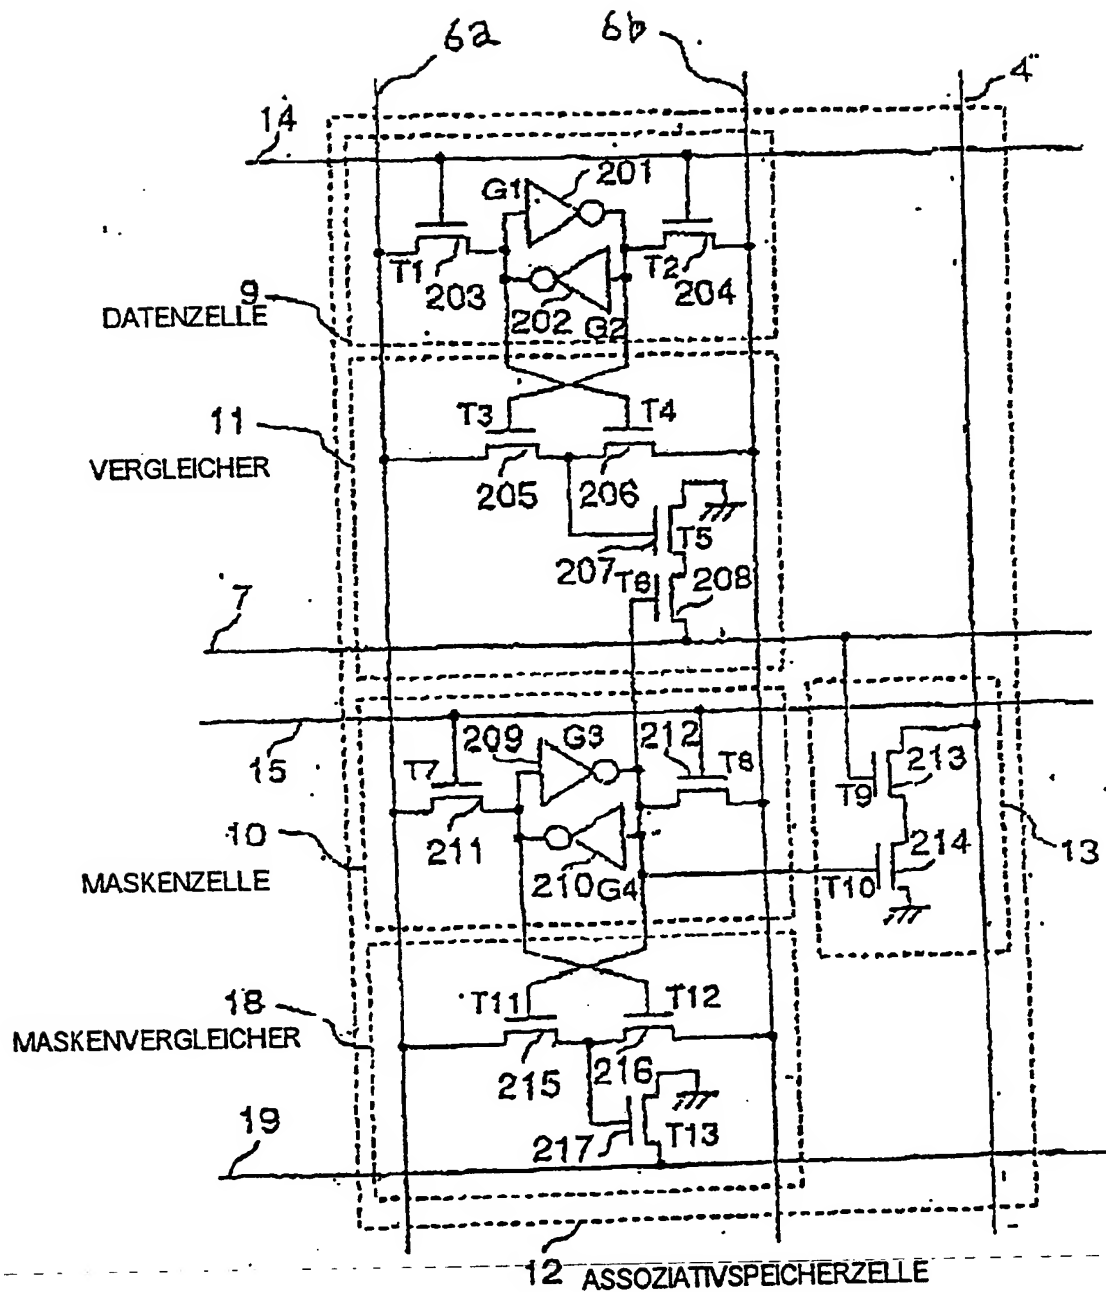 6a
6b
4"
14
G1
201
T1
203
T2
204
202
G2
9
DATENZELLE
11
VERGLEICHER
T3
T4
205
206
T5
207
T6
208
7
15
209
G3
212
T7
T8
211
210
G4
T9
213
214
T10
13
10
MASKENZELLE
T11
T12
18
MASKENVERGLEICHER
215
216
217
T13
19
12 ASSOZIATIVSPEICHERZELLE